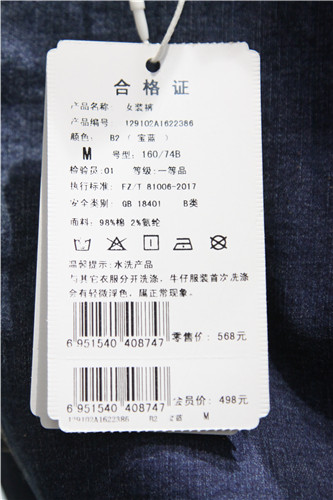 合格证
产品名称: 女装裤
产品编号: 129102A1622386
颜色: B2 ( 宝蓝 )
M 号型: 160/74B
检验员:01 等级:一等品
执行标准: FZ/T 81006-2017
安全类别: GB 18401 B类
面料: 98%棉 2%氨纶
温馨提示: 水洗产品
与其它衣服分开洗涤, 牛仔服装首次洗涤
会有轻微浮色, 属正常现象。
6 951540 408747
零售价: 568元
6 951540 408747
会员价: 498元
129102A1622386 B2 宝蓝 M